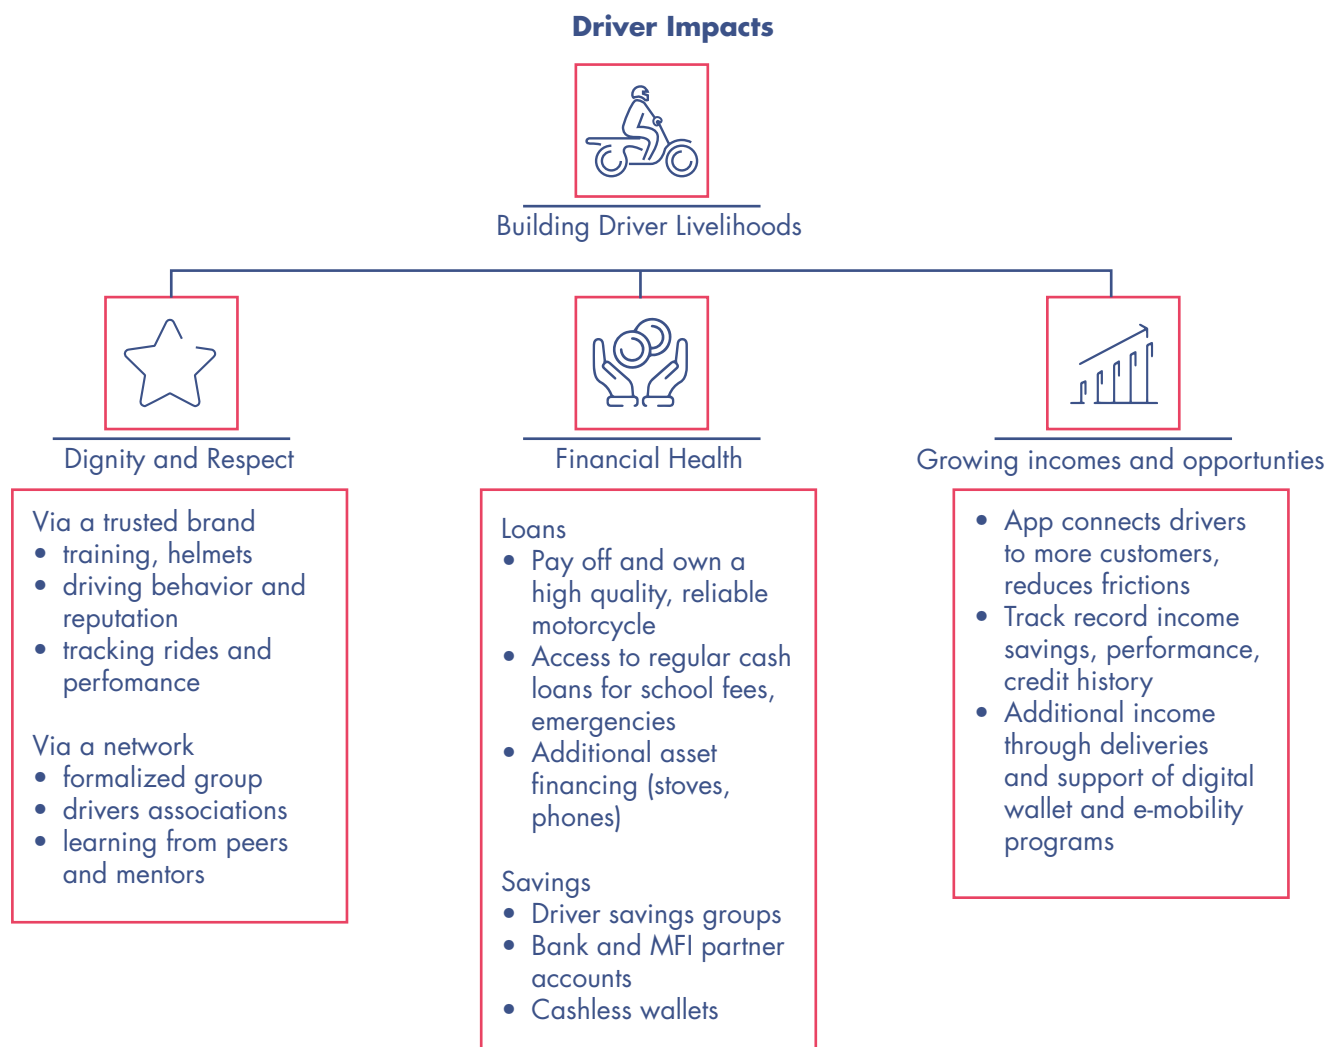 Driver Impacts
Building Driver Livelihoods
Dignity and Respect
Via a trusted brand
• training, helmets
• driving behavior and
reputation
• tracking rides and
perfomance
Via a network
• formalized group
• drivers associations
• learning from peers
and mentors
Financial Health
Loans
• Pay off and own a
high quality, reliable
motorcycle
• Access to regular cash
loans for school fees,
emergencies
• Additional asset
financing (stoves,
phones)
Savings
• Driver savings groups
• Bank and MFI partner
accounts
• Cashless wallets
Growing incomes and opportunties
• App connects drivers
to more customers,
reduces frictions
• Track record income
savings, performance,
credit history
• Additional income
through deliveries
and support of digital
wallet and e-mobility
programs